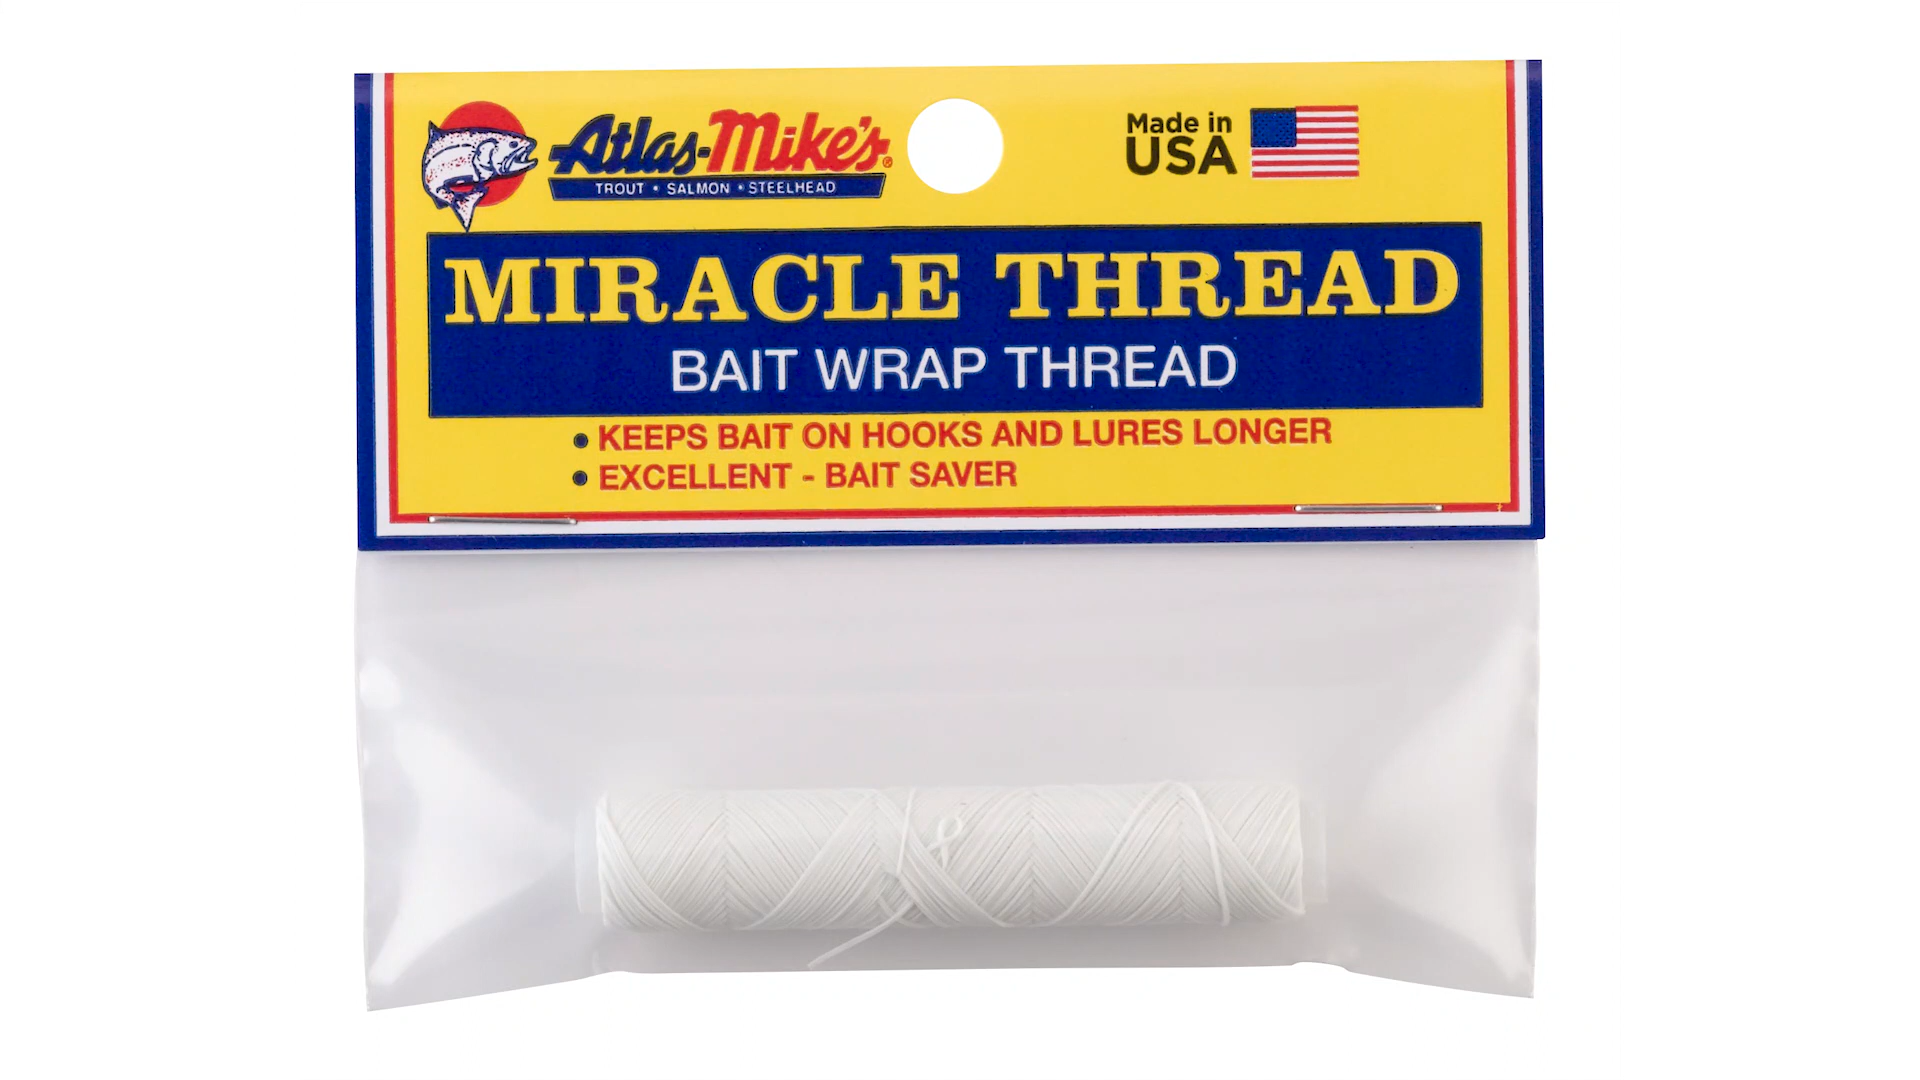 Atlas-Mike's®
TROUT • SALMON • STEELHEAD
Made in
USA
MIRACLE THREAD
BAIT WRAP THREAD
• KEEPS BAIT ON HOOKS AND LURES LONGER
• EXCELLENT - BAIT SAVER